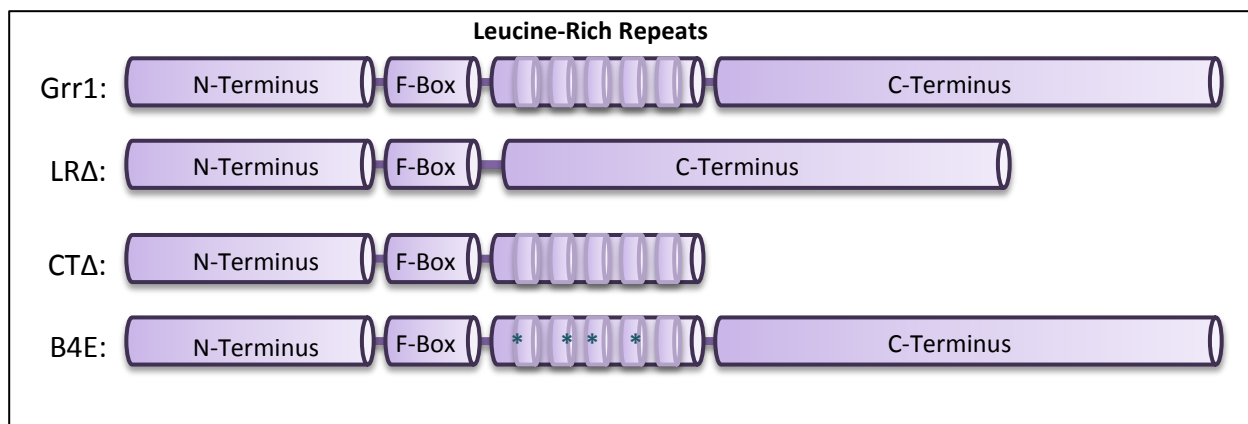 Leucine-Rich Repeats
Grr1: N-Terminus F-Box C-Terminus
LRΔ: N-Terminus F-Box C-Terminus
CTΔ: N-Terminus F-Box
B4E: N-Terminus F-Box * * * * C-Terminus